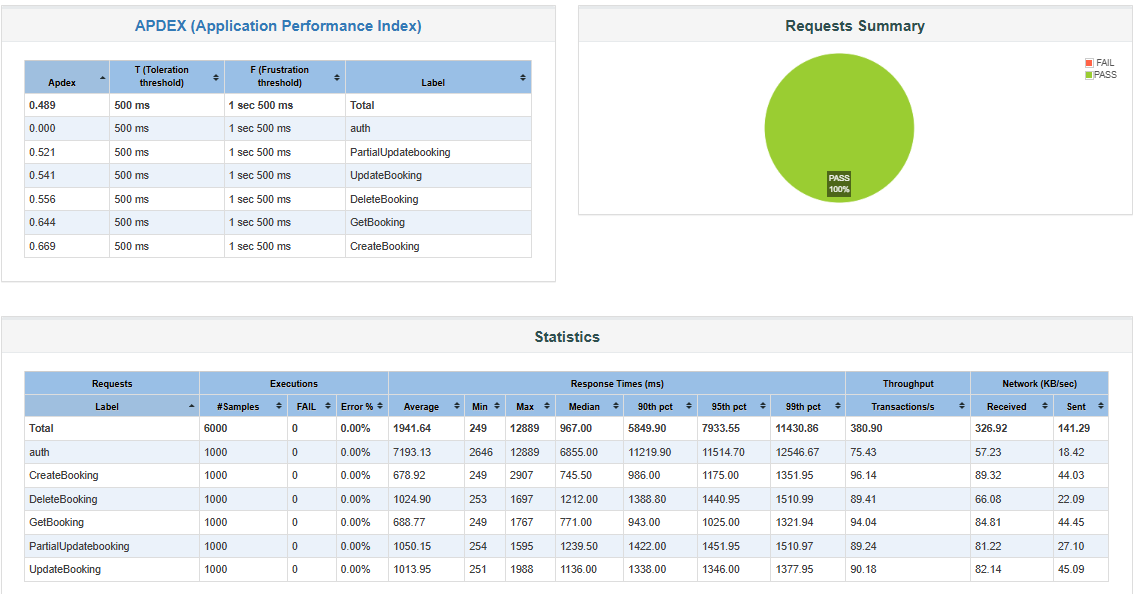 APDEX (Application Performance Index)
Apdex T (Toleration threshold) F (Frustration threshold) Label
0.489 500 ms 1 sec 500 ms Total
0.000 500 ms 1 sec 500 ms auth
0.521 500 ms 1 sec 500 ms PartialUpdatebooking
0.541 500 ms 1 sec 500 ms UpdateBooking
0.556 500 ms 1 sec 500 ms DeleteBooking
0.644 500 ms 1 sec 500 ms GetBooking
0.669 500 ms 1 sec 500 ms CreateBooking
Requests Summary
FAIL
PASS
PASS
100%
Statistics
Requests Executions Response Times (ms) Throughput Network (KB/sec)
Label #Samples FAIL Error % Average Min Max Median 90th pct 95th pct 99th pct Transactions/s Received Sent
Total 6000 0 0.00% 1941.64 249 12889 967.00 5849.90 7933.55 11430.86 380.90 326.92 141.29
auth 1000 0 0.00% 7193.13 2646 12889 6855.00 11219.90 11514.70 12546.67 75.43 57.23 18.42
CreateBooking 1000 0 0.00% 678.92 249 2907 745.50 986.00 1175.00 1351.95 96.14 89.32 44.03
DeleteBooking 1000 0 0.00% 1024.90 253 1697 1212.00 1388.80 1440.95 1510.99 89.41 66.08 22.09
GetBooking 1000 0 0.00% 688.77 249 1767 771.00 943.00 1025.00 1321.94 94.04 84.81 44.45
PartialUpdatebooking 1000 0 0.00% 1050.15 254 1595 1239.50 1422.00 1451.95 1510.97 89.24 81.22 27.10
UpdateBooking 1000 0 0.00% 1013.95 251 1988 1136.00 1338.00 1346.00 1377.95 90.18 82.14 45.09